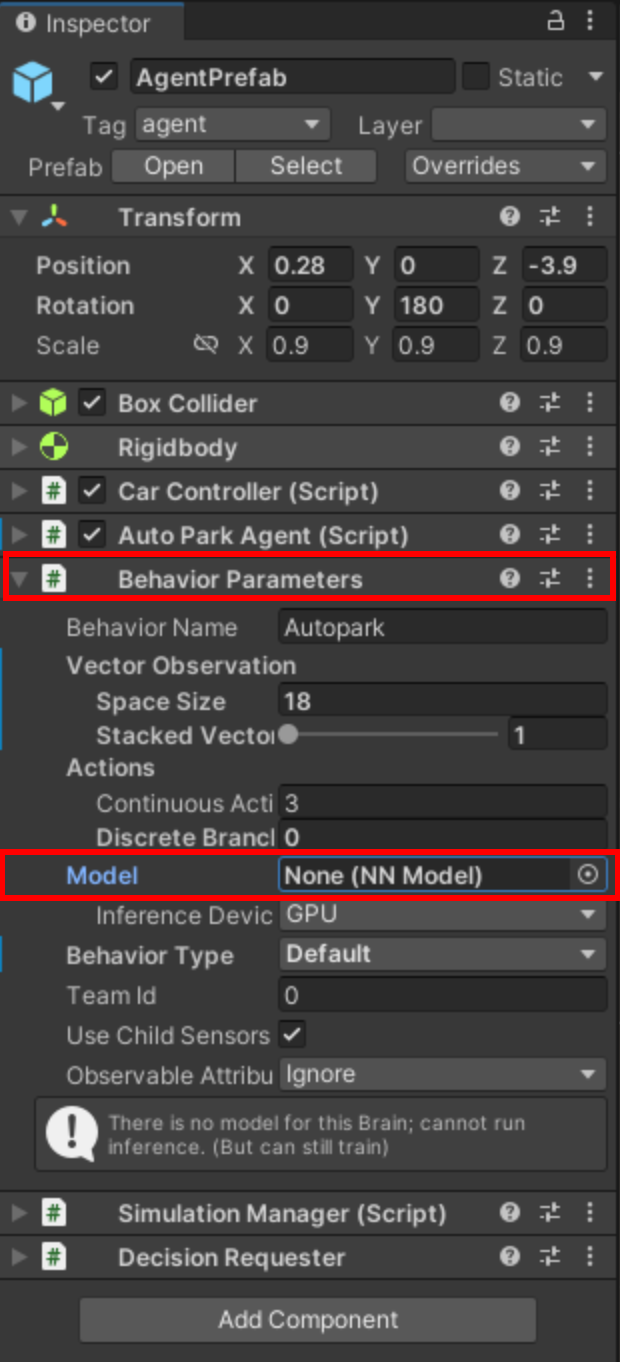 Inspector
AgentPrefab Static
Tag agent Layer
Prefab Open Select Overrides
Transform
Position X 0.28 Y 0 Z -3.9
Rotation X 0 Y 180 Z 0
Scale X 0.9 Y 0.9 Z 0.9
Box Collider
Rigidbody
# Car Controller (Script)
# Auto Park Agent (Script)
# Behavior Parameters
Behavior Name Autopark
Vector Observation
Space Size 18
Stacked Vector 1
Actions
Continuous Acti 3
Discrete Branch 0
Model None (NN Model)
Inference Devic GPU
Behavior Type Default
Team Id 0
Use Child Sensors
Observable Attribu Ignore
There is no model for this Brain; cannot run
inference. (But can still train)
# Simulation Manager (Script)
# Decision Requester
Add Component